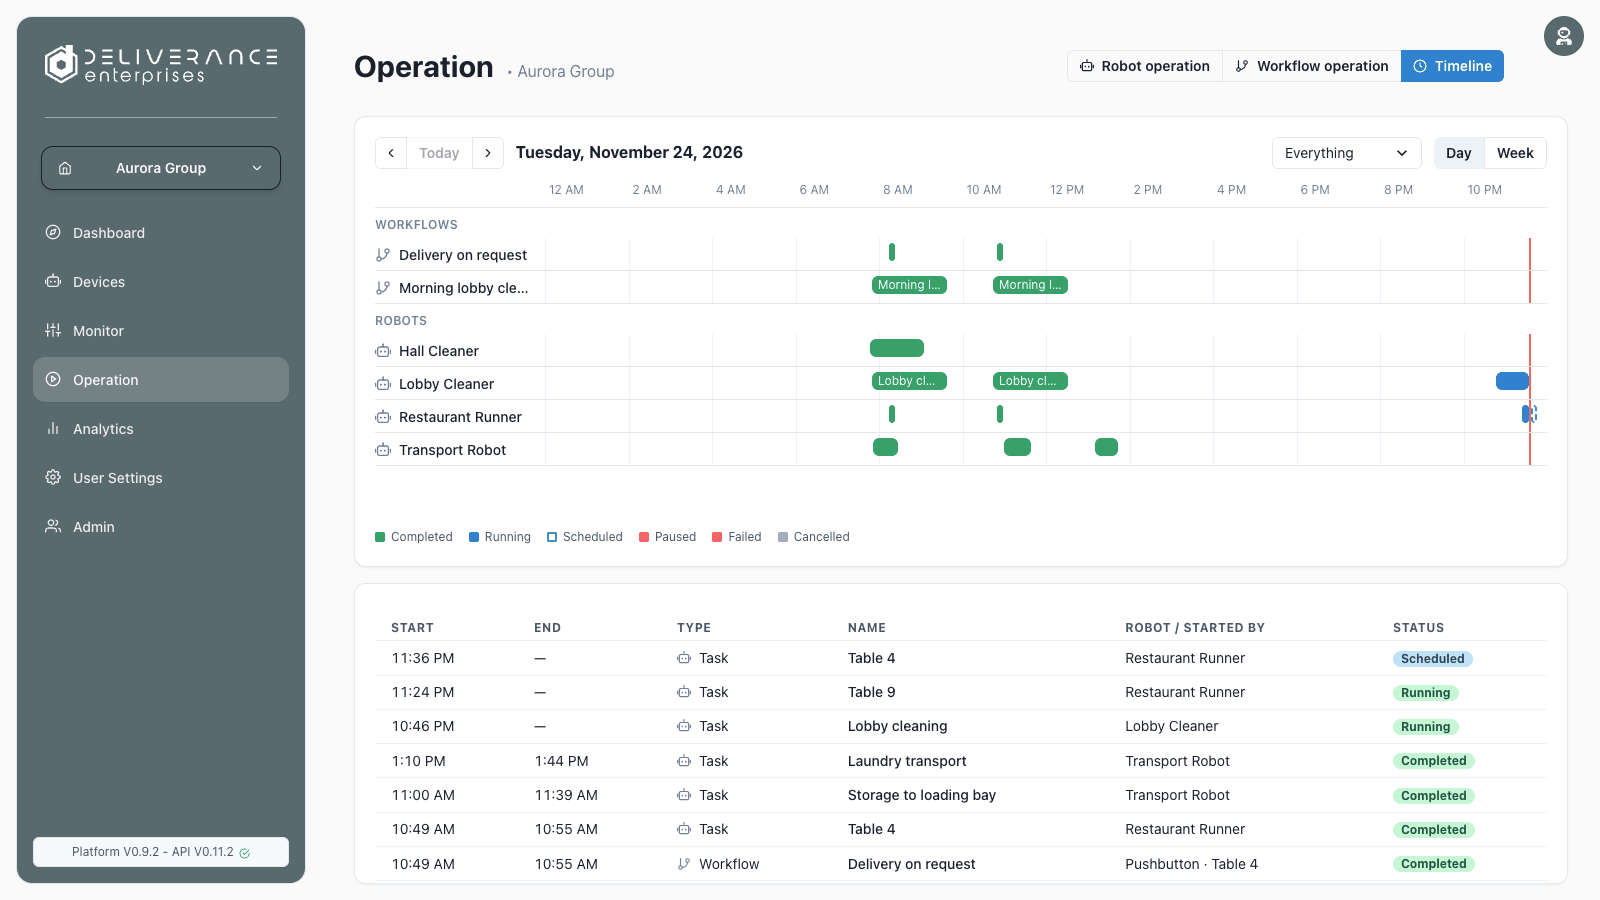 DELIVERANCE
enterprises
Aurora Group
Dashboard
Devices
Monitor
Operation
Analytics
User Settings
Admin
Platform V0.9.2 - API V0.11.2
Operation • Aurora Group
Robot operation
Workflow operation
Timeline
Today
Tuesday, November 24, 2026
Everything
Day
Week
12 AM 2 AM 4 AM 6 AM 8 AM 10 AM 12 PM 2 PM 4 PM 6 PM 8 PM 10 PM
WORKFLOWS
Delivery on request
Morning lobby cle... Morning l... Morning l...
ROBOTS
Hall Cleaner
Lobby Cleaner Lobby cl... Lobby cl...
Restaurant Runner
Transport Robot
Completed Running Scheduled Paused Failed Cancelled
START END TYPE NAME ROBOT / STARTED BY STATUS
11:36 PM — Task Table 4 Restaurant Runner Scheduled
11:24 PM — Task Table 9 Restaurant Runner Running
10:46 PM — Task Lobby cleaning Lobby Cleaner Running
1:10 PM 1:44 PM Task Laundry transport Transport Robot Completed
11:00 AM 11:39 AM Task Storage to loading bay Transport Robot Completed
10:49 AM 10:55 AM Task Table 4 Restaurant Runner Completed
10:49 AM 10:55 AM Workflow Delivery on request Pushbutton · Table 4 Completed